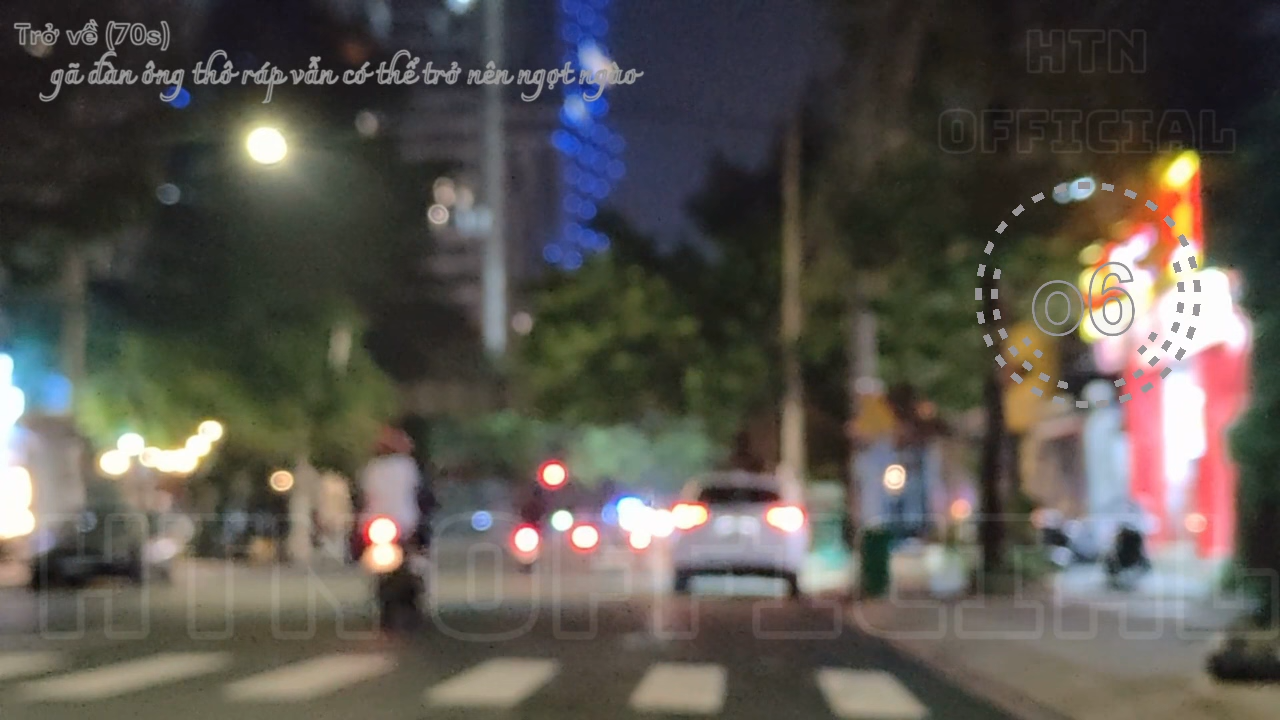 Trở về (70s)
gã đàn ông thô ráp vẫn có thể trở nên ngọt ngào
HTN
OFFICIAL
06
HTN OFFICIAL